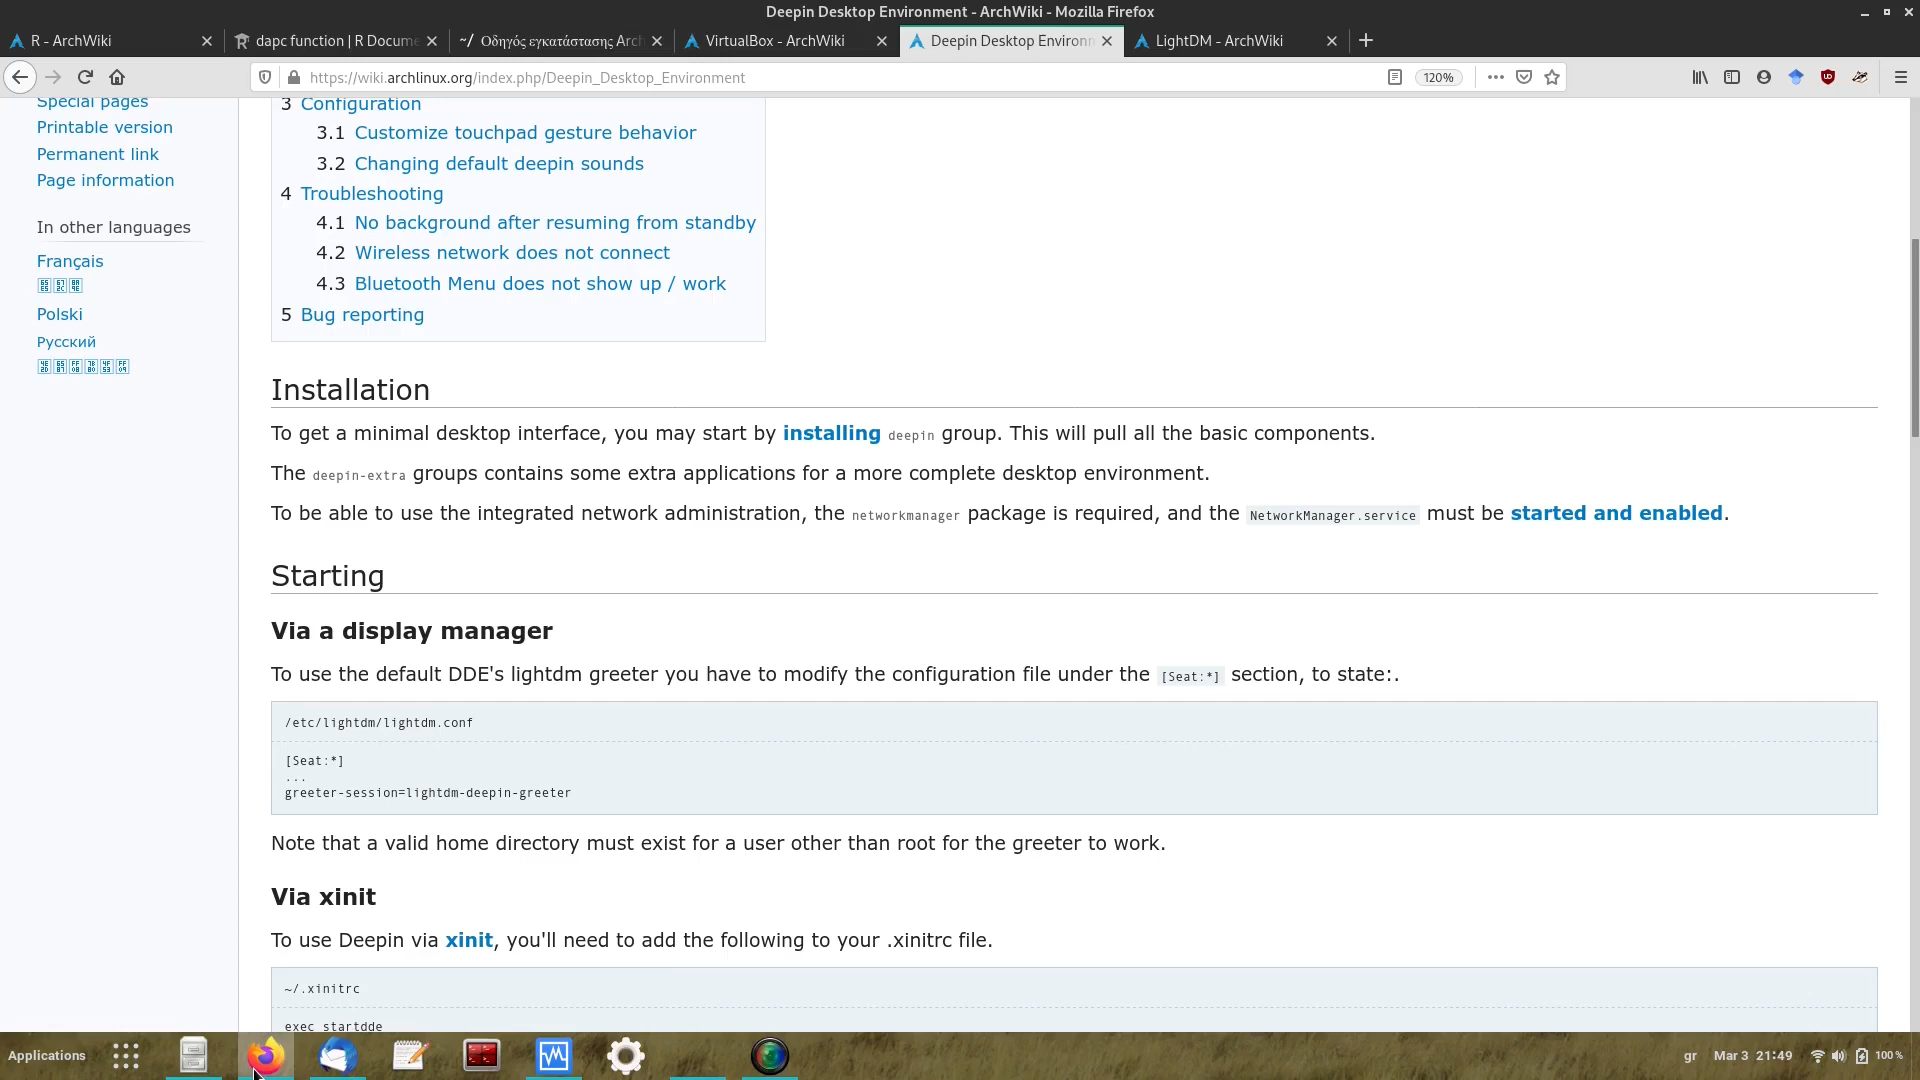 Deepin Desktop Environment - ArchWiki - Mozilla Firefox
R - ArchWiki
dapc function | R Docume
~/ Οδηγός εγκατάστασης Arch
VirtualBox - ArchWiki
Deepin Desktop Environm
LightDM - ArchWiki
https://wiki.archlinux.org/index.php/Deepin_Desktop_Environment
120%
Special pages
Printable version
Permanent link
Page information
In other languages
Français
Polski
Русский
3 Configuration
3.1 Customize touchpad gesture behavior
3.2 Changing default deepin sounds
4 Troubleshooting
4.1 No background after resuming from standby
4.2 Wireless network does not connect
4.3 Bluetooth Menu does not show up / work
5 Bug reporting
Installation
To get a minimal desktop interface, you may start by installing deepin group. This will pull all the basic components.
The deepin-extra groups contains some extra applications for a more complete desktop environment.
To be able to use the integrated network administration, the networkmanager package is required, and the NetworkManager.service must be started and enabled.
Starting
Via a display manager
To use the default DDE's lightdm greeter you have to modify the configuration file under the [Seat:*] section, to state:.
/etc/lightdm/lightdm.conf
[Seat:*]
...
greeter-session=lightdm-deepin-greeter
Note that a valid home directory must exist for a user other than root for the greeter to work.
Via xinit
To use Deepin via xinit, you'll need to add the following to your .xinitrc file.
~/.xinitrc
exec startdde
Applications
gr Mar 3 21:49 100 %